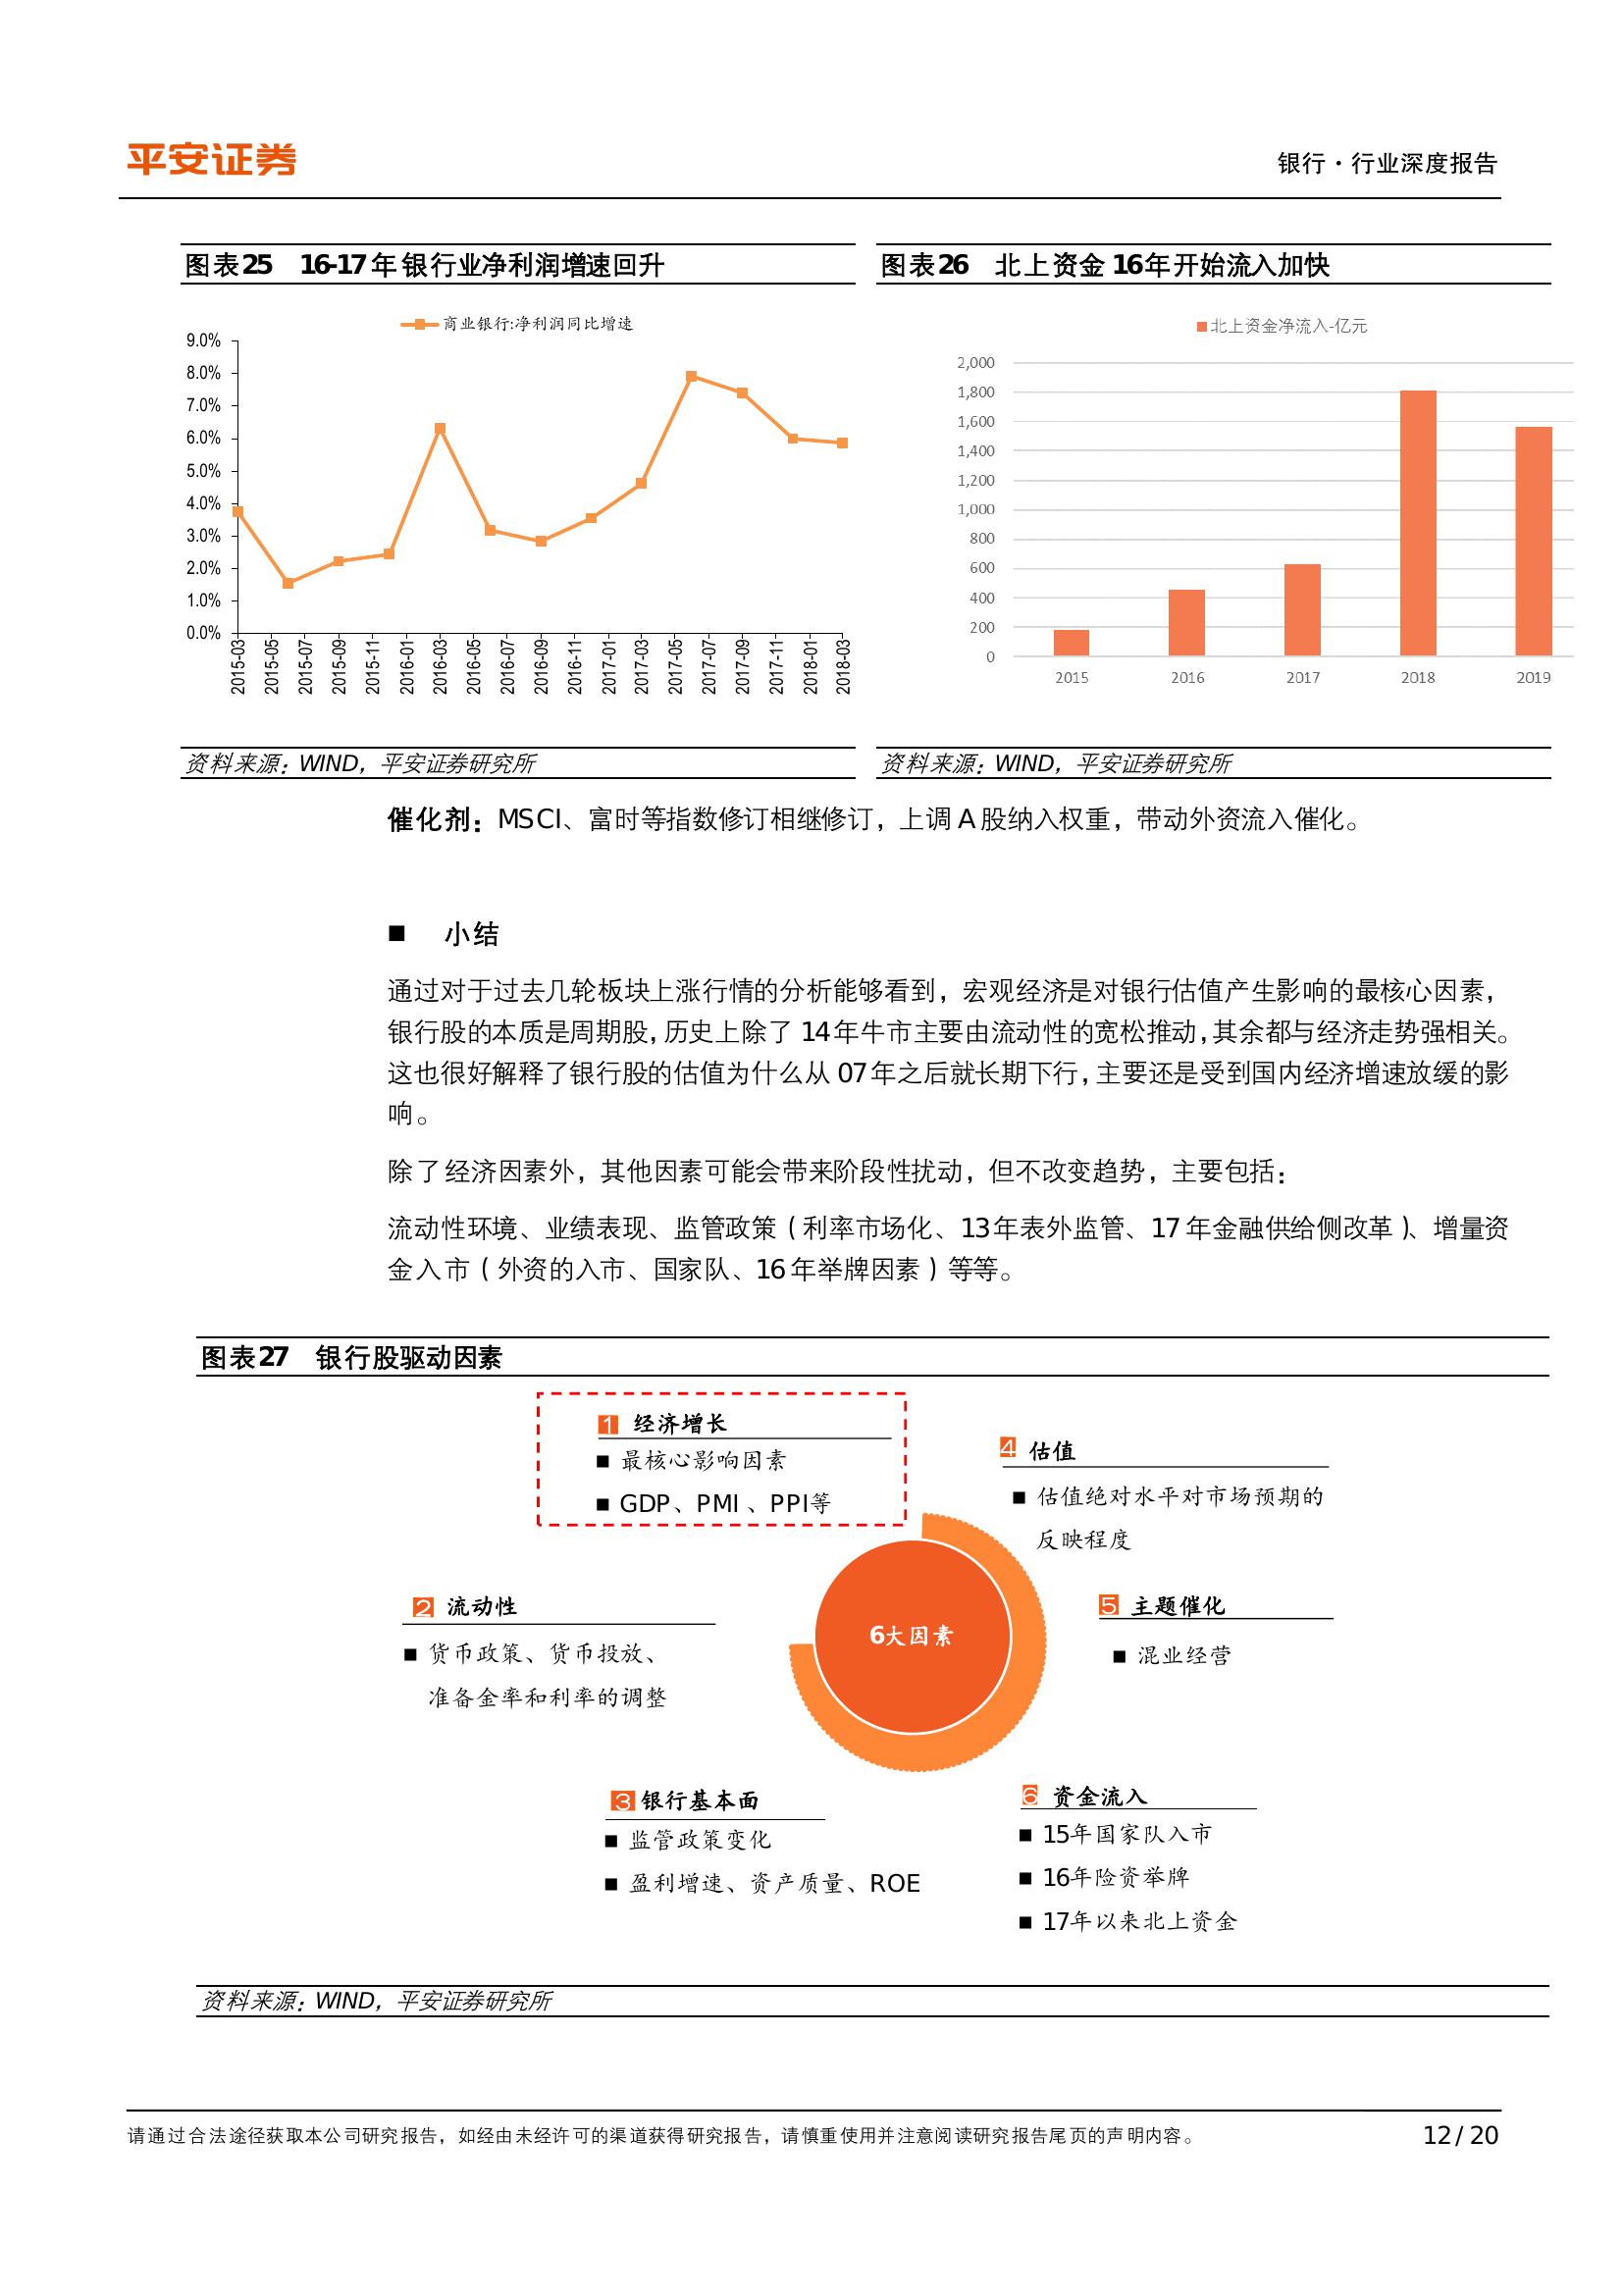 平安证券
银行·行业深度报告
图表25 16-17年银行业净利润增速回升
商业银行:净利润同比增速
9.0%
8.0%
7.0%
6.0%
5.0%
4.0%
3.0%
2.0%
1.0%
0.0%
2015-03
2015-05
2015-07
2015-09
2015-11
2016-01
2016-03
2016-05
2016-07
2016-09
2016-11
2017-01
2017-03
2017-05
2017-07
2017-09
2017-11
2018-01
2018-03
资料来源：WIND，平安证券研究所
图表26 北上资金16年开始流入加快
北上资金净流入-亿元
2,000
1,800
1,600
1,400
1,200
1,000
800
600
400
200
0
2015 2016 2017 2018 2019
资料来源：WIND，平安证券研究所
催化剂：MSCI、富时等指数修订相继修订，上调A股纳入权重，带动外资流入催化。
■ 小结
通过对于过去几轮板块上涨行情的分析能够看到，宏观经济是对银行估值产生影响的最核心因素，
银行股的本质是周期股，历史上除了14年牛市主要由流动性的宽松推动，其余都与经济走势强相关。
这也很好解释了银行股的估值为什么从07年之后就长期下行，主要还是受到国内经济增速放缓的影
响。
除了经济因素外，其他因素可能会带来阶段性扰动，但不改变趋势，主要包括：
流动性环境、业绩表现、监管政策（利率市场化、13年表外监管、17年金融供给侧改革）、增量资
金入市（外资的入市、国家队、16年举牌因素）等等。
图表27 银行股驱动因素
1 经济增长
■ 最核心影响因素
■ GDP、PMI、PPI等
4 估值
■ 估值绝对水平对市场预期的
反映程度
2 流动性
■ 货币政策、货币投放、
准备金率和利率的调整
6大因素
5 主题催化
■ 混业经营
3 银行基本面
■ 监管政策变化
■ 盈利增速、资产质量、ROE
6 资金流入
■ 15年国家队入市
■ 16年险资举牌
■ 17年以来北上资金
资料来源：WIND，平安证券研究所
请通过合法途径获取本公司研究报告，如经由未经许可的渠道获得研究报告，请慎重使用并注意阅读研究报告尾页的声明内容。
12 / 20